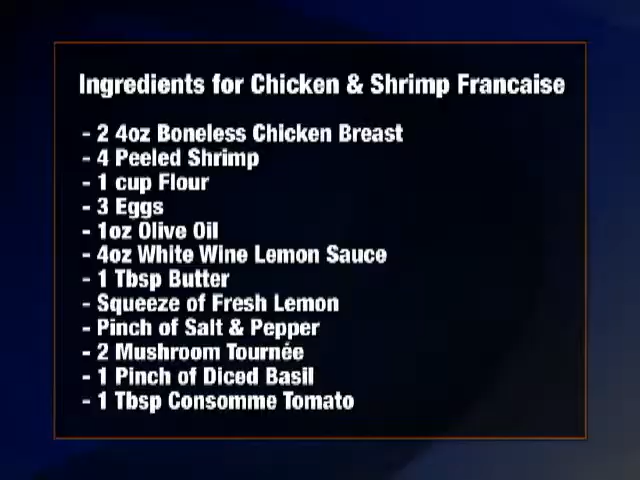 Ingredients for Chicken & Shrimp Francaise
- 2 4oz Boneless Chicken Breast
- 4 Peeled Shrimp
- 1 cup Flour
- 3 Eggs
- 1oz Olive Oil
- 4oz White Wine Lemon Sauce
- 1 Tbsp Butter
- Squeeze of Fresh Lemon
- Pinch of Salt & Pepper
- 2 Mushroom Tournée
- 1 Pinch of Diced Basil
- 1 Tbsp Consomme Tomato